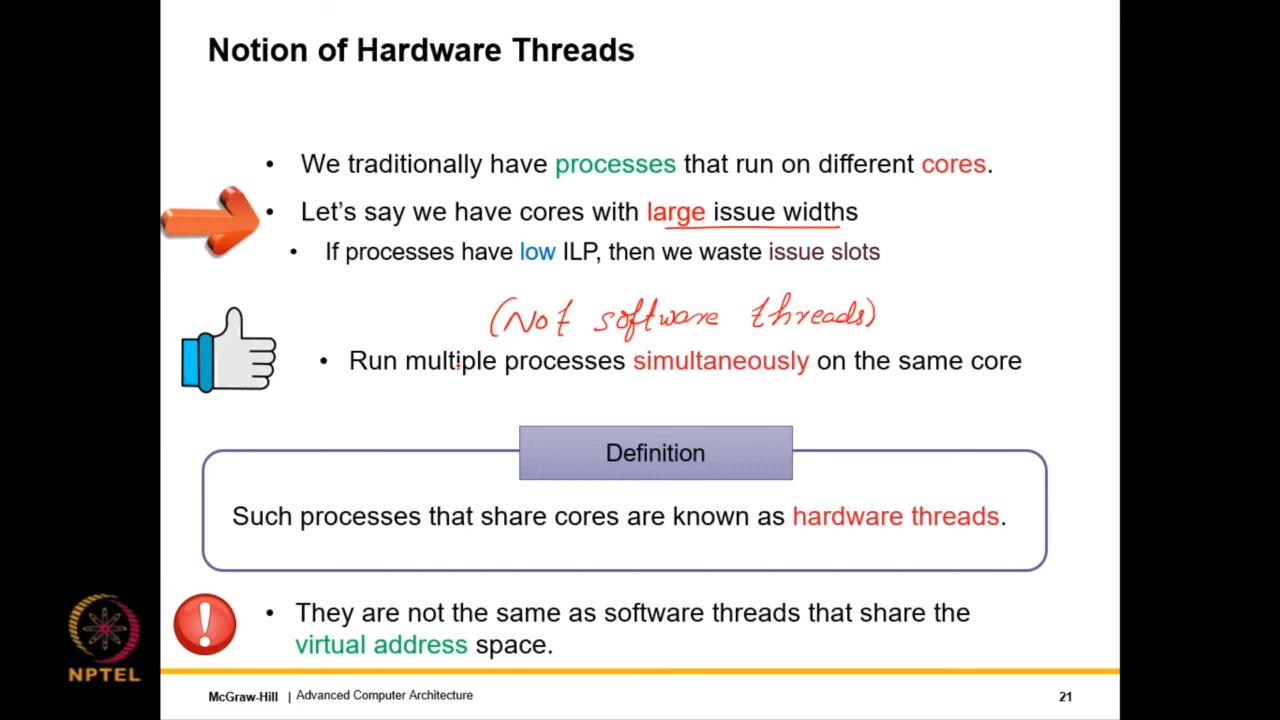 Notion of Hardware Threads
• We traditionally have processes that run on different cores.
• Let's say we have cores with large issue widths
• If processes have low ILP, then we waste issue slots
(Not software threads)
• Run multiple processes simultaneously on the same core
Definition
Such processes that share cores are known as hardware threads.
• They are not the same as software threads that share the
virtual address space.
NPTEL
McGraw-Hill | Advanced Computer Architecture
21